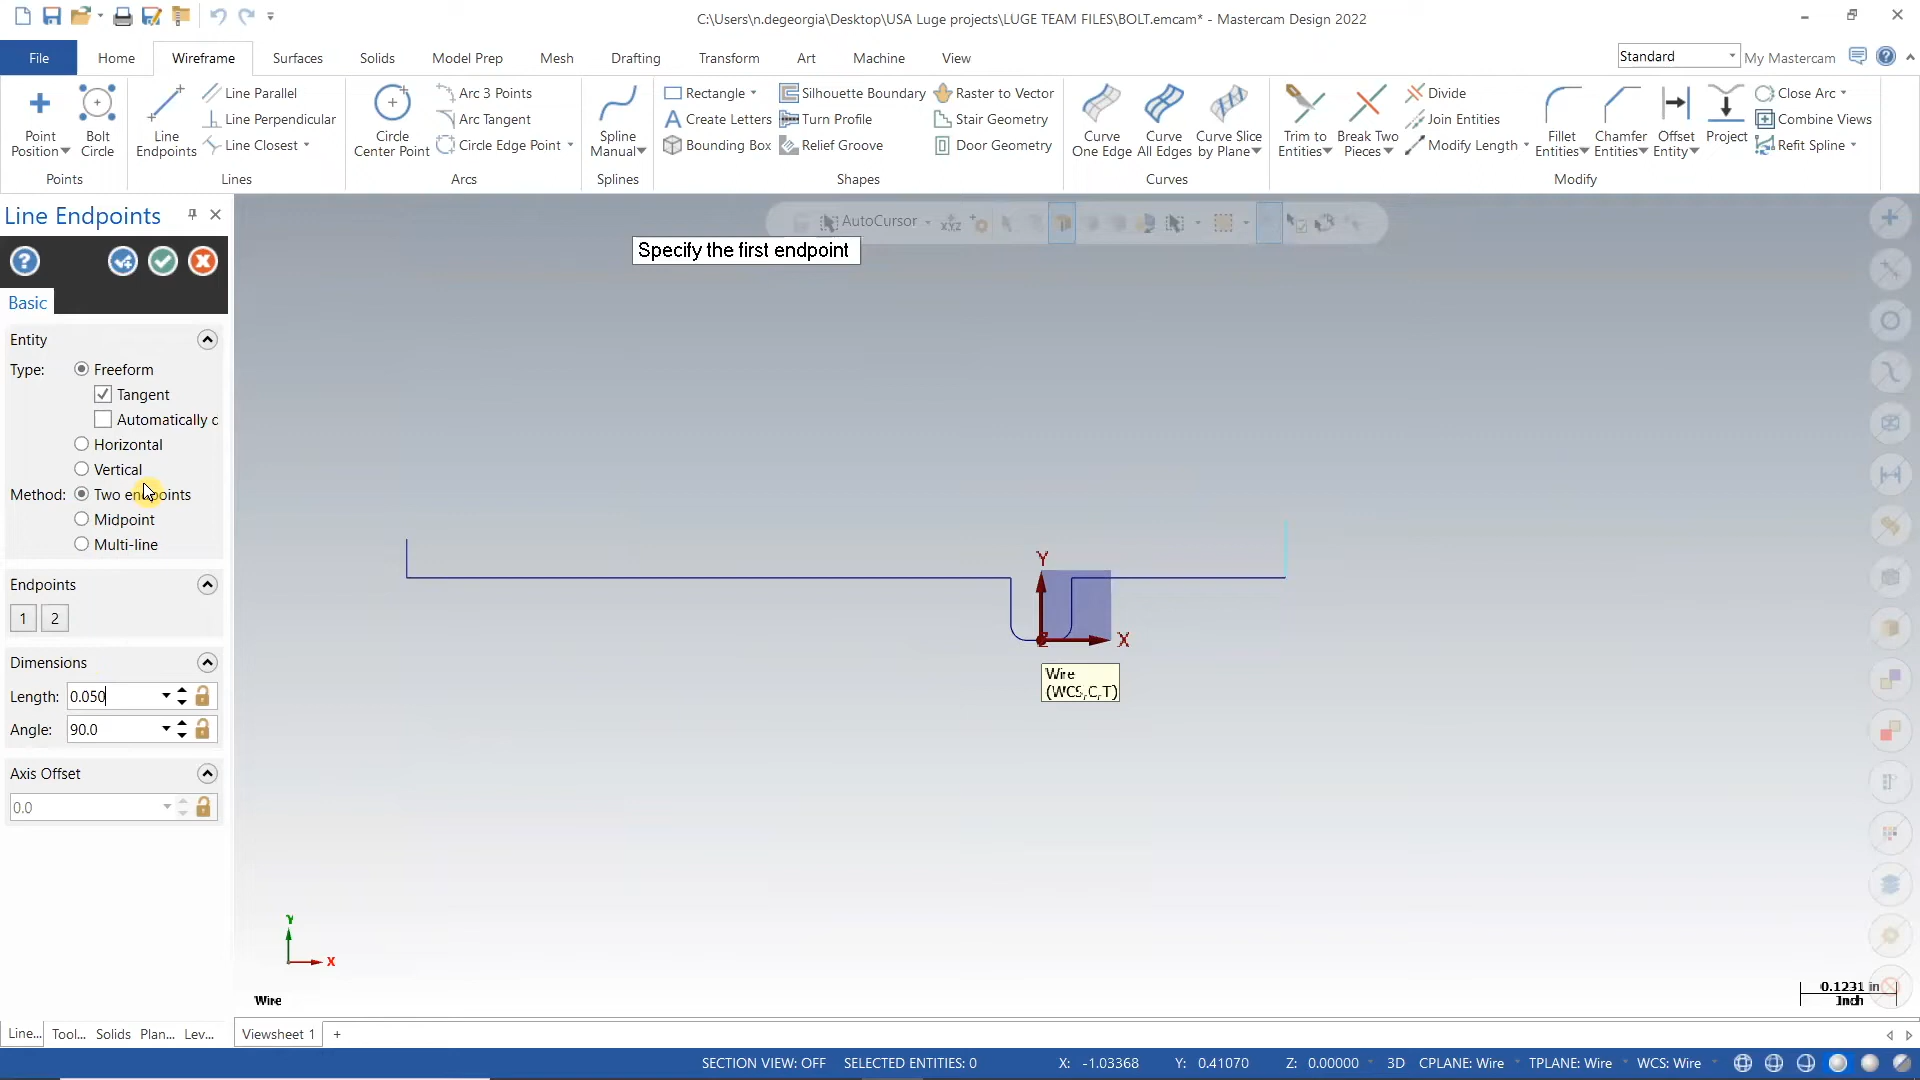 C:\Users\n.degeorgia\Desktop\USA Luge projects\LUGE TEAM FILES\BOLT.emcam* - Mastercam Design 2022
File Home Wireframe Surfaces Solids Model Prep Mesh Drafting Transform Art Machine View Standard My Mastercam
Point Position
Bolt Circle
Points
Line Endpoints
Line Parallel
Line Perpendicular
Line Closest
Lines
Circle Center Point
Arc 3 Points
Arc Tangent
Circle Edge Point
Arcs
Spline Manual
Splines
Rectangle
Create Letters
Bounding Box
Silhouette Boundary
Turn Profile
Relief Groove
Raster to Vector
Stair Geometry
Door Geometry
Shapes
Curve One Edge
Curve All Edges
Curve Slice by Plane
Curves
Trim to Entities
Break Two Pieces
Divide
Join Entities
Modify Length
Fillet Entities
Chamfer Entities
Offset Entity
Project
Close Arc
Combine Views
Refit Spline
Modify
Line Endpoints
Basic
Entity
Type: Freeform
Tangent
Automatically c
Horizontal
Vertical
Method: Two endpoints
Midpoint
Multi-line
Endpoints
1 2
Dimensions
Length: 0.050
Angle: 90.0
Axis Offset
0.0
AutoCursor
Specify the first endpoint
Y
X
Z
Wire
(WCS,C,T)
Y
X
Wire
0.1231 in
Inch
Line... Tool... Solids Plan... Lev...
Viewsheet 1 +
SECTION VIEW: OFF SELECTED ENTITIES: 0 X: -1.03368 Y: 0.41070 Z: 0.00000 3D CPLANE: Wire TPLANE: Wire WCS: Wire